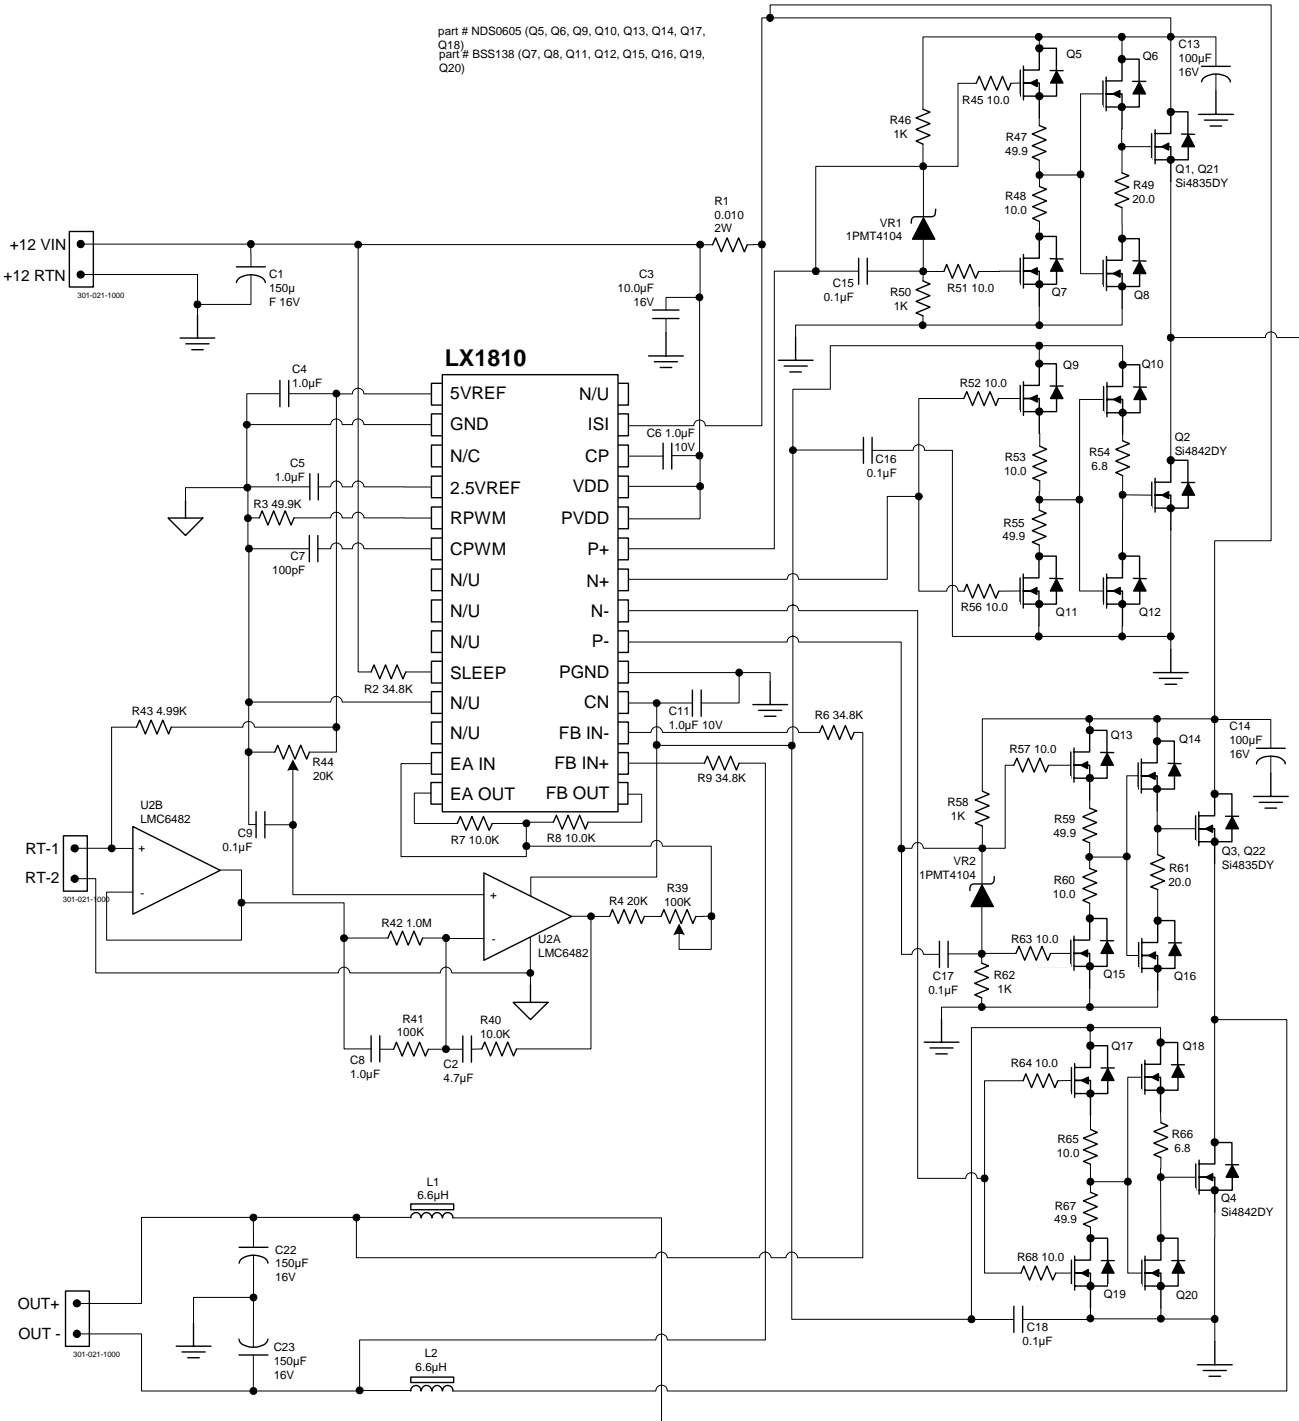 part # NDS0605 (Q5, Q6, Q9, Q10, Q13, Q14, Q17,
Q18)
part # BSS138 (Q7, Q8, Q11, Q12, Q15, Q16, Q19,
Q20)
C13
100µF
16V
Q5
Q6
R45 10.0
R46
1K
R47
49.9
Q1, Q21
Si4835DY
R48
10.0
R49
20.0
R1
0.010
2W
VR1
1PMT4104
+12 VIN
+12 RTN
301-021-1000
C1
150µ
F 16V
C3
10.0µF
16V
C15
0.1µF
R50
1K
R51 10.0
Q7
Q8
LX1810
C4
1.0µF
5VREF
GND
N/C
2.5VREF
RPWM
CPWM
N/U
N/U
N/U
SLEEP
N/U
N/U
EA IN
EA OUT
N/U
ISI
CP
VDD
PVDD
P+
N+
N-
P-
PGND
CN
FB IN-
FB IN+
FB OUT
C5
1.0µF
R3 49.9K
C7
100pF
C6 1.0µF
10V
R52 10.0
Q9
Q10
C16
0.1µF
R53
10.0
R54
6.8
Q2
Si4842DY
R55
49.9
R56 10.0
Q11
Q12
R2 34.8K
C11
1.0µF 10V
R6 34.8K
R9 34.8K
R43 4.99K
R44
20K
R7 10.0K
R8 10.0K
U2B
LMC6482
C9
0.1µF
RT-1
RT-2
301-021-1000
+
-
+
-
U2A
LMC6482
R42 1.0M
R4 20K
R39
100K
R41
100K
R40
10.0K
C8
1.0µF
C2
4.7µF
C14
100µF
16V
R57 10.0
Q13
Q14
R58
1K
R59
49.9
Q3, Q22
Si4835DY
VR2
1PMT4104
R60
10.0
R61
20.0
R63 10.0
C17
0.1µF
R62
1K
Q15
Q16
Q17
Q18
R64 10.0
R65
10.0
R66
6.8
R67
49.9
Q4
Si4842DY
R68 10.0
Q19
Q20
C18
0.1µF
L1
6.6µH
C22
150µF
16V
OUT+
OUT -
301-021-1000
C23
150µF
16V
L2
6.6µH